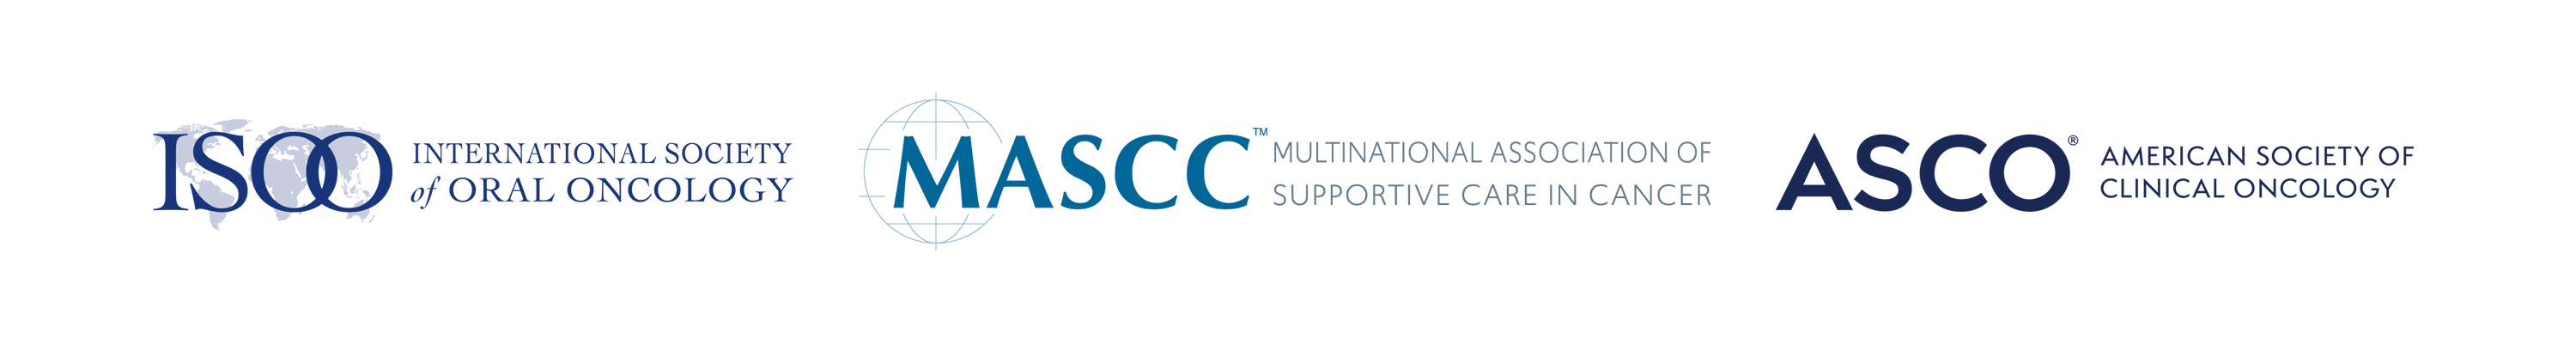 ISOO
INTERNATIONAL SOCIETY
of ORAL ONCOLOGY
MASCC™
MULTINATIONAL ASSOCIATION OF
SUPPORTIVE CARE IN CANCER
ASCO®
AMERICAN SOCIETY OF
CLINICAL ONCOLOGY